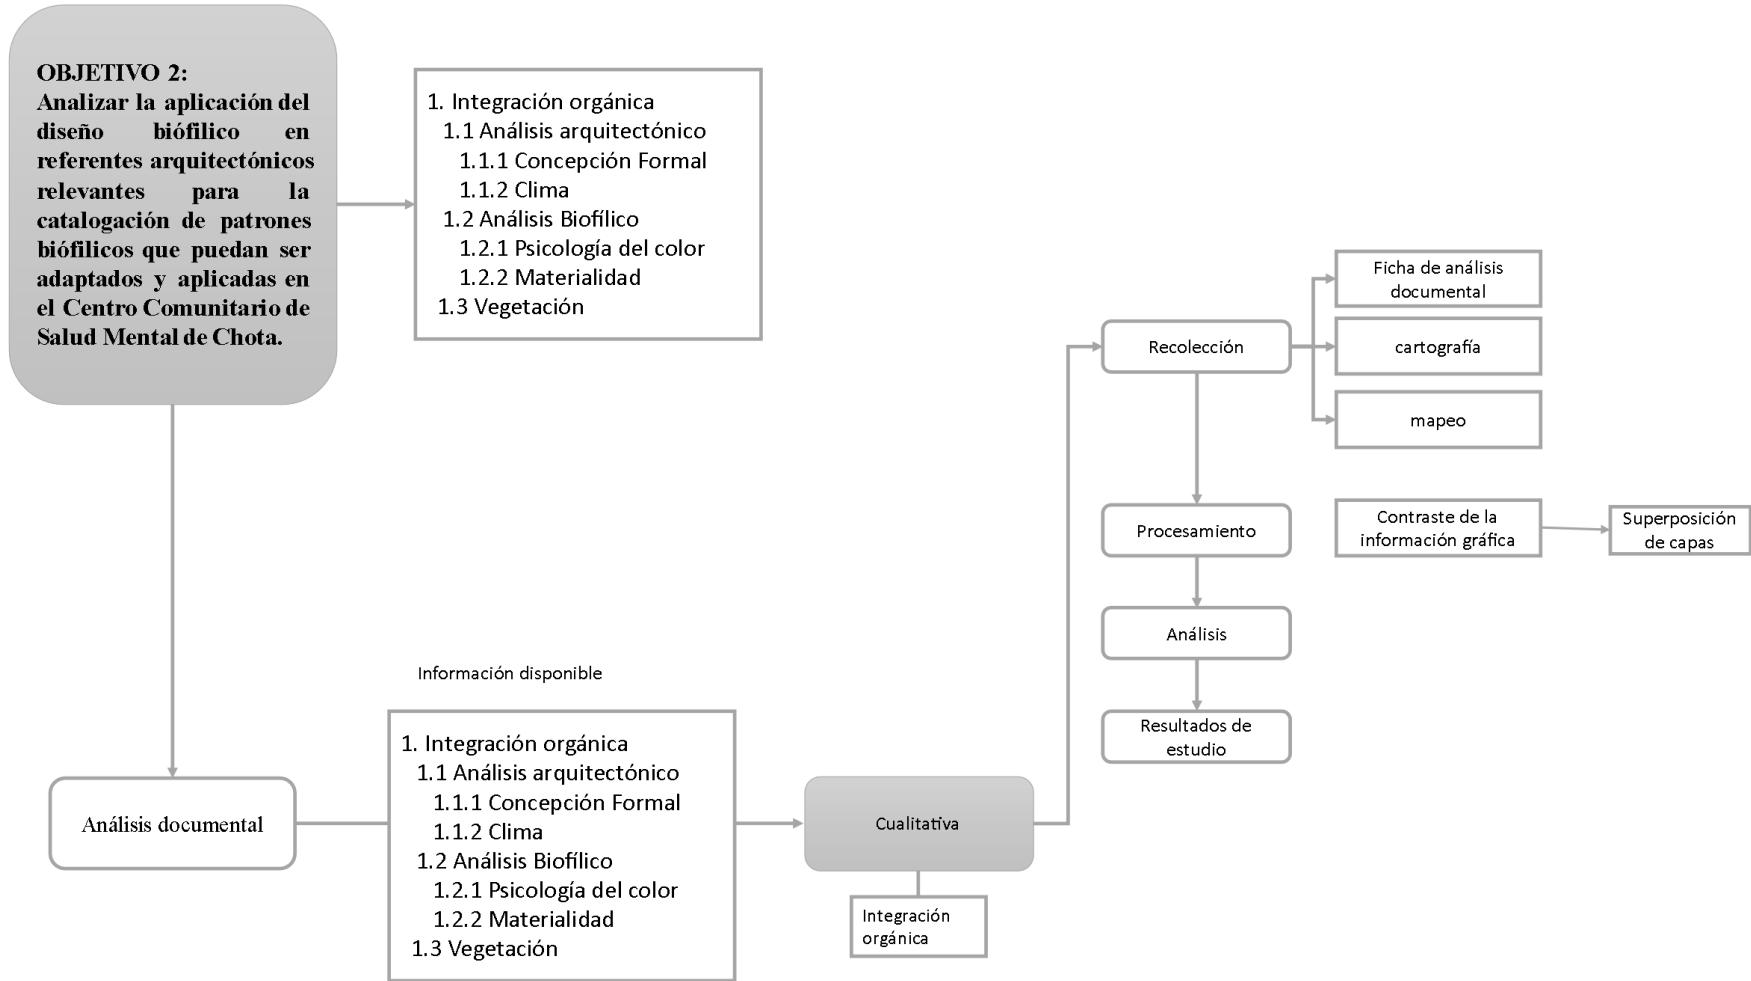 OBJETIVO 2:
Analizar la aplicación del
diseño biófilico en
referentes arquitectónicos
relevantes para la
catalogación de patrones
biófilicos que puedan ser
adaptados y aplicadas en
el Centro Comunitario de
Salud Mental de Chota.
1. Integración orgánica
1.1 Análisis arquitectónico
1.1.1 Concepción Formal
1.1.2 Clima
1.2 Análisis Biofílico
1.2.1 Psicología del color
1.2.2 Materialidad
1.3 Vegetación
Análisis documental
Información disponible
1. Integración orgánica
1.1 Análisis arquitectónico
1.1.1 Concepción Formal
1.1.2 Clima
1.2 Análisis Biofílico
1.2.1 Psicología del color
1.2.2 Materialidad
1.3 Vegetación
Cualitativa
Integración
orgánica
Recolección
Ficha de análisis
documental
cartografía
mapeo
Procesamiento
Contraste de la
información gráfica
Superposición
de capas
Análisis
Resultados de
estudio